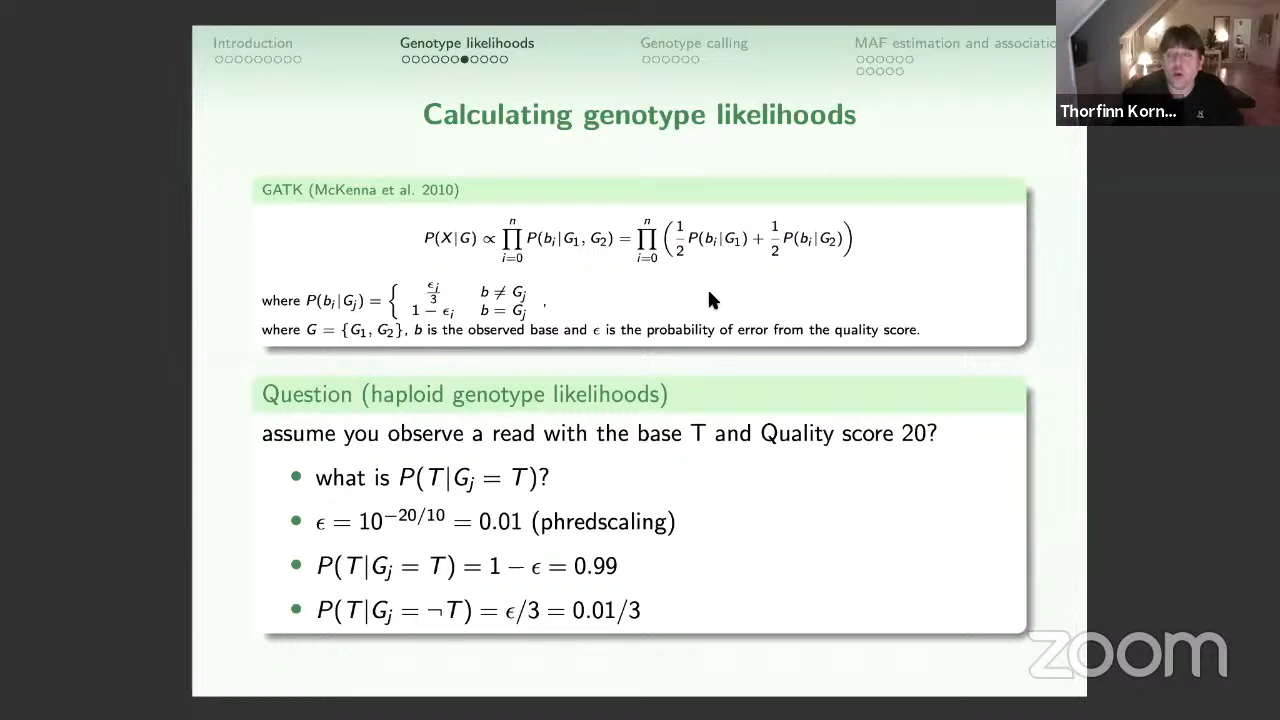 Introduction
Genotype likelihoods
Genotype calling
MAF estimation and associatio
Thorfinn Korn...
Calculating genotype likelihoods
GATK (McKenna et al. 2010)
P(X|G) ∝ ∏_{i=0}^{n} P(b_i|G_1, G_2) = ∏_{i=0}^{n} (1/2 P(b_i|G_1) + 1/2 P(b_i|G_2))
where P(b_i|G_j) = { ϵ_i/3 b ≠ G_j
1 − ϵ_i b = G_j ,
where G = {G_1, G_2}, b is the observed base and ϵ is the probability of error from the quality score.
Question (haploid genotype likelihoods)
assume you observe a read with the base T and Quality score 20?
• what is P(T|G_j = T)?
• ϵ = 10^{−20/10} = 0.01 (phredscaling)
• P(T|G_j = T) = 1 − ϵ = 0.99
• P(T|G_j = ¬T) = ϵ/3 = 0.01/3
zoom